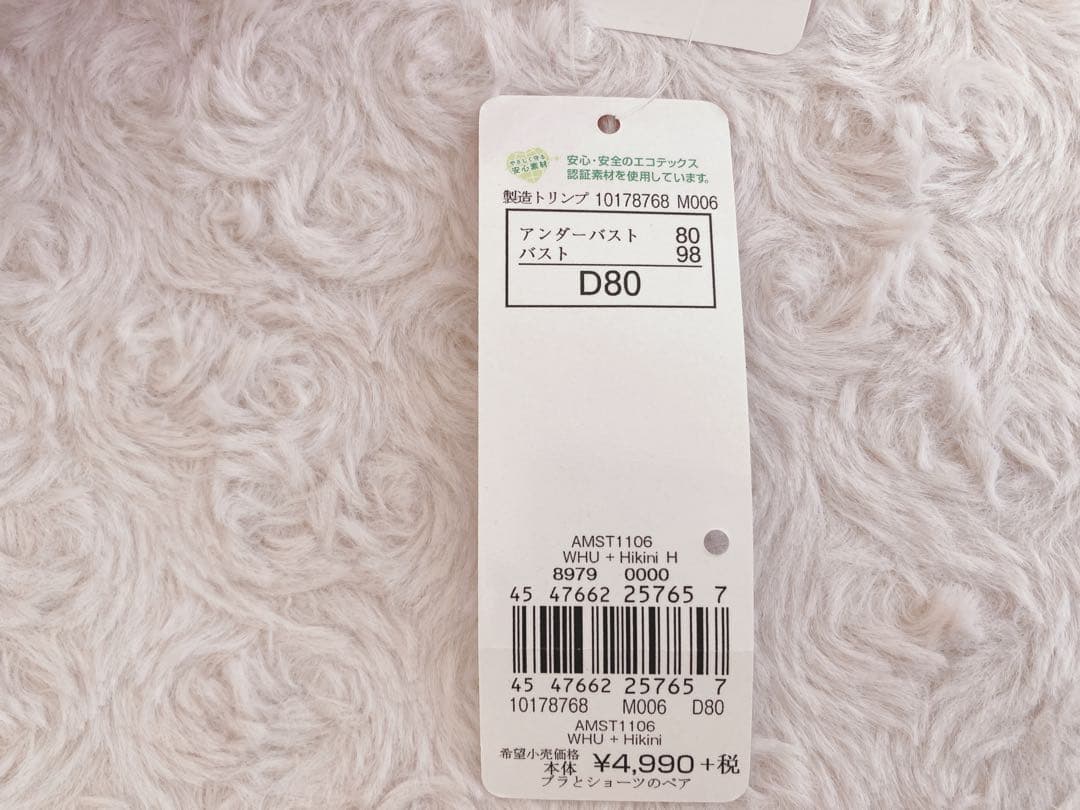 やさしく守る
安心素材
安心・安全のエコテックス
認証素材を使用しています。
製造トリンプ 10178768 M006
アンダーバスト 80
バスト 98
D80
AMST1106
WHU + Hikini H
8979 0000
45 47662 25765 7
45 47662 25765 7
10178768 M006 D80
AMST1106
WHU + Hikini
希望小売価格
本体 ¥4,990+税
ブラとショーツのペア